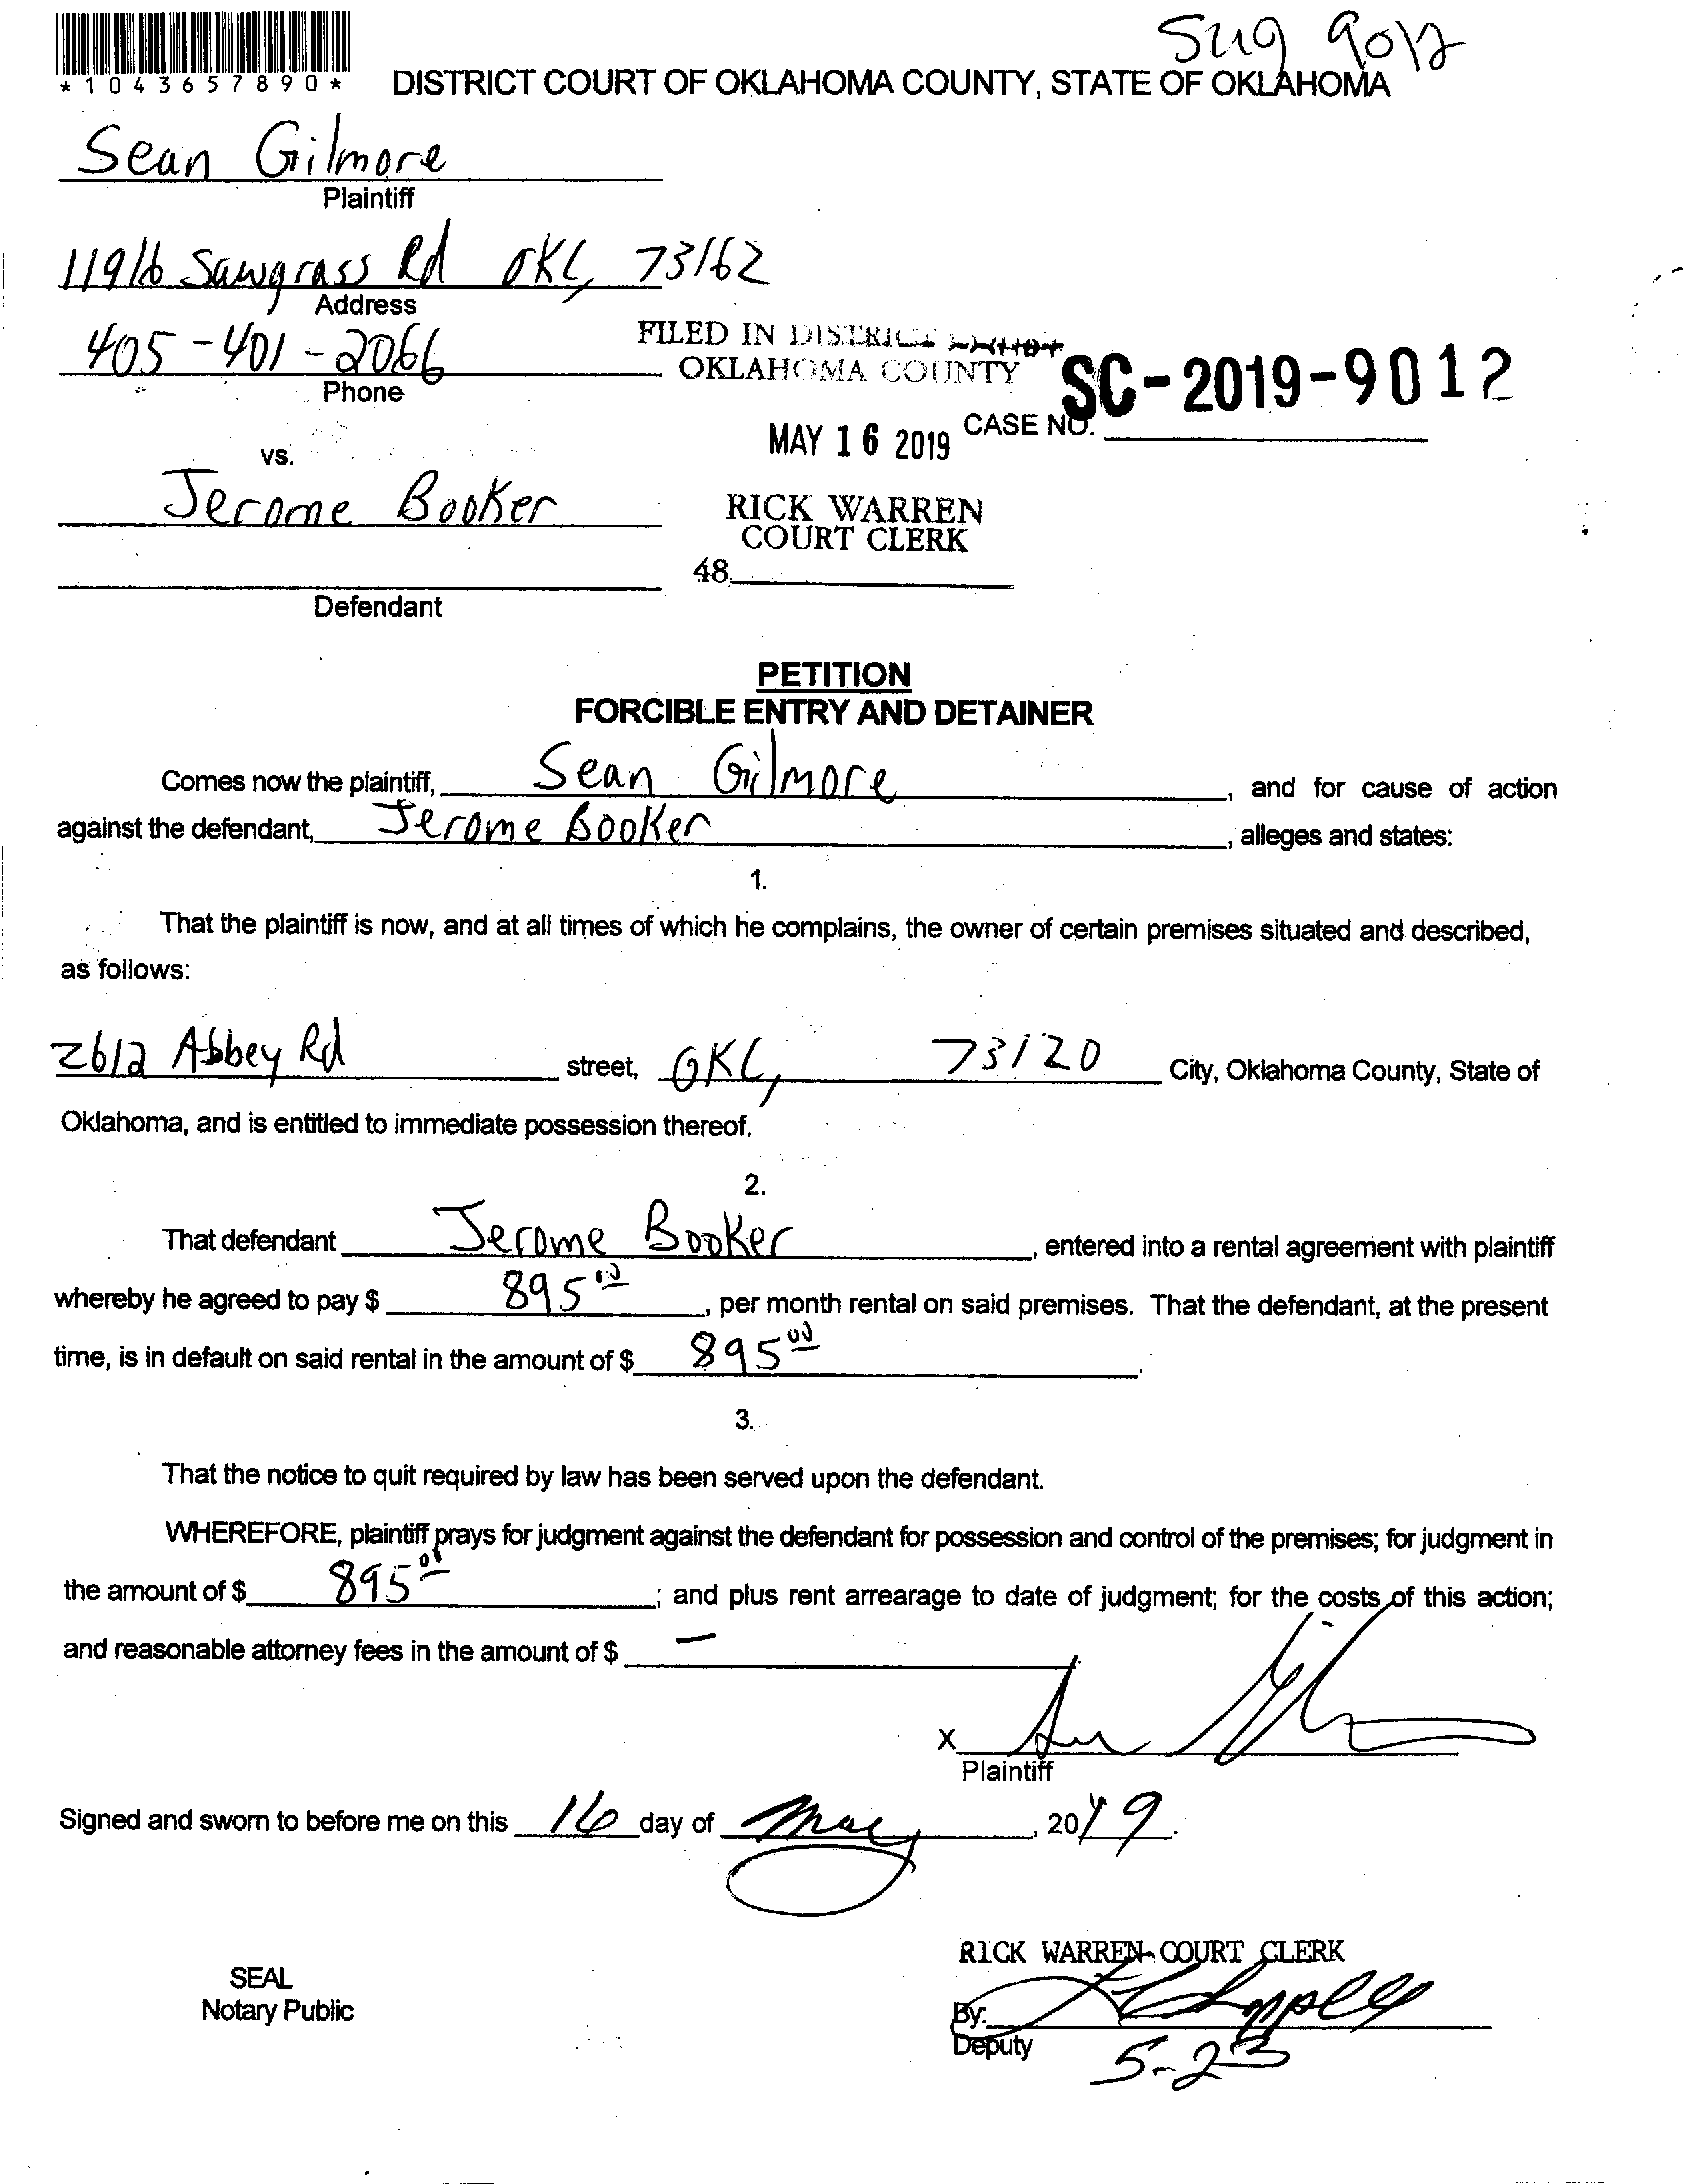 Sug 9012
*1043657890*
DISTRICT COURT OF OKLAHOMA COUNTY, STATE OF OKLAHOMA
Sean Gilmore
Plaintiff
11916 Sawgrass Rd OKC, 73162
Address
405-401-2066
Phone
FILED IN DISTRICT
OKLAHOMA COUNTY
SC-2019-9012
CASE NO.
MAY 16 2019
vs.
Jerome Booker
RICK WARREN
COURT CLERK
48
Defendant
PETITION
FORCIBLE ENTRY AND DETAINER
Comes now the plaintiff, Sean Gilmore, and for cause of action
against the defendant, Jerome Booker, alleges and states:
1.
That the plaintiff is now, and at all times of which he complains, the owner of certain premises situated and described,
as follows:
2612 Abbey Rd street, OKC, 73120 City, Oklahoma County, State of
Oklahoma, and is entitled to immediate possession thereof.
2.
That defendant Jerome Booker, entered into a rental agreement with plaintiff
whereby he agreed to pay $ 895 00, per month rental on said premises. That the defendant, at the present
time, is in default on said rental in the amount of $ 895 00.
3.
That the notice to quit required by law has been served upon the defendant.
WHEREFORE, plaintiff prays for judgment against the defendant for possession and control of the premises; for judgment in
the amount of $ 895 00; and plus rent arrearage to date of judgment; for the costs of this action;
and reasonable attorney fees in the amount of $ –
X
Plaintiff
Signed and sworn to before me on this 16 day of May, 2019.
RICK WARREN COURT CLERK
SEAL
Notary Public
By:
Deputy
5-23